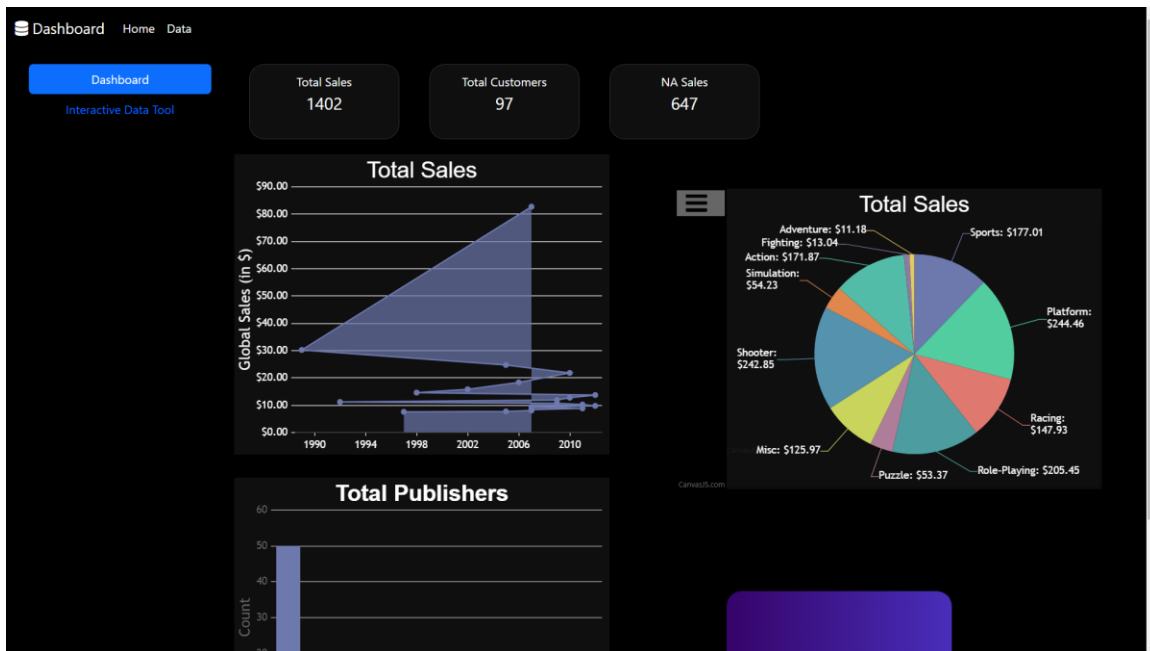 Dashboard Home Data
Dashboard
Interactive Data Tool
Total Sales
1402
Total Customers
97
NA Sales
647
Total Sales
$90.00
$80.00
$70.00
$60.00
$50.00
$40.00
$30.00
$20.00
$10.00
$0.00
Global Sales (in $)
1990 1994 1998 2002 2006 2010
Total Sales
Adventure: $11.18
Fighting: $13.04
Action: $171.87
Simulation:
$54.23
Shooter:
$242.85
Misc: $125.97
Puzzle: $53.37
Sports: $177.01
Platform:
$244.46
Racing:
$147.93
Role-Playing: $205.45
CanvasJS.com
Total Publishers
60
50
40
30
Count